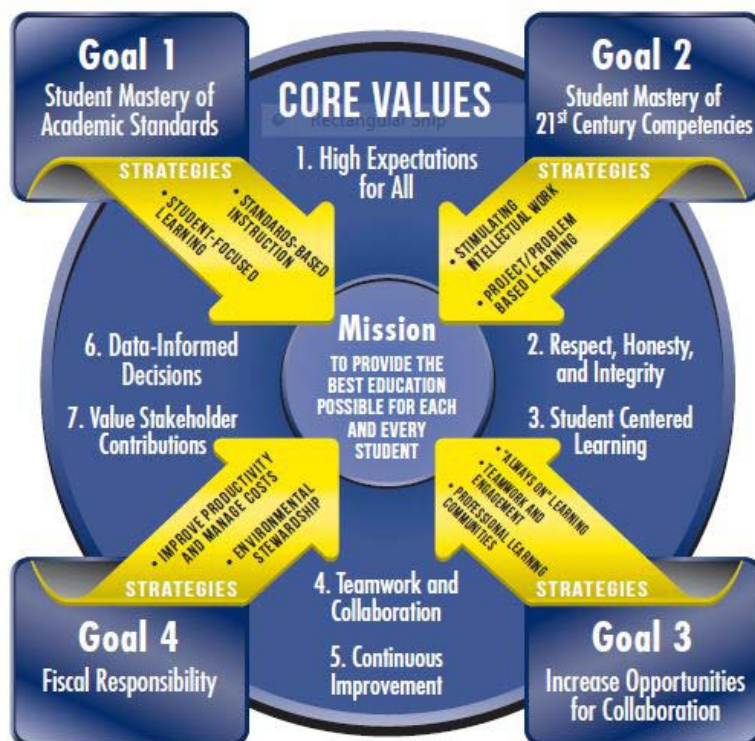 Goal 1
Student Mastery of
Academic Standards
STRATEGIES
• STUDENT-FOCUSED
LEARNING
• STANDARDS-BASED
INSTRUCTION
CORE VALUES
Rectangular Snip
1. High Expectations
for All
Goal 2
Student Mastery of
21st Century Competencies
STRATEGIES
• STIMULATING
INTELLECTUAL WORK
• PROJECT/PROBLEM
BASED LEARNING
Mission
TO PROVIDE THE
BEST EDUCATION
POSSIBLE FOR EACH
AND EVERY
STUDENT
2. Respect, Honesty,
and Integrity
3. Student Centered
Learning
6. Data-Informed
Decisions
7. Value Stakeholder
Contributions
• IMPROVE PRODUCTIVITY
AND MANAGE COSTS
• ENVIRONMENTAL
STEWARDSHIP
STRATEGIES
Goal 4
Fiscal Responsibility
4. Teamwork and
Collaboration
5. Continuous
Improvement
• "ALWAYS ON" LEARNING
• TEAMWORK AND
ENGAGEMENT
• PROFESSIONAL LEARNING
COMMUNITIES
STRATEGIES
Goal 3
Increase Opportunities
for Collaboration